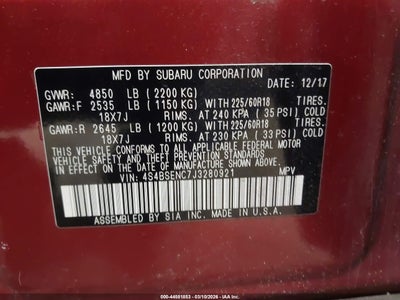 MFD. BY SUBARU CORPORATION
GVWR: 4850 LB (2200 KG) DATE: 12/17
GAWR:F 2535 LB (1150 KG) WITH 225/60R18 TIRES.
18X7J RIMS. AT 240 KPA (35 PSI) COLD
GAWR:R 2645 LB (1200 KG) WITH 225/60R18 TIRES.
18X7J RIMS. AT 230 KPA (33 PSI) COLD
THIS VEHICLE CONFORMS TO ALL APPLICABLE FEDERAL MOTOR
VEHICLE SAFETY, BUMPER, AND THEFT PREVENTION STANDARDS
IN EFFECT ON THE DATE OF MANUFACTURE SHOWN ABOVE.
VIN: 4S4BSENC7J3280921 MPV
ASSEMBLED BY SIA INC. MADE IN U.S.A.
000-44581853 - 03/10/2026 - COPYRIGHT IAA, LLC